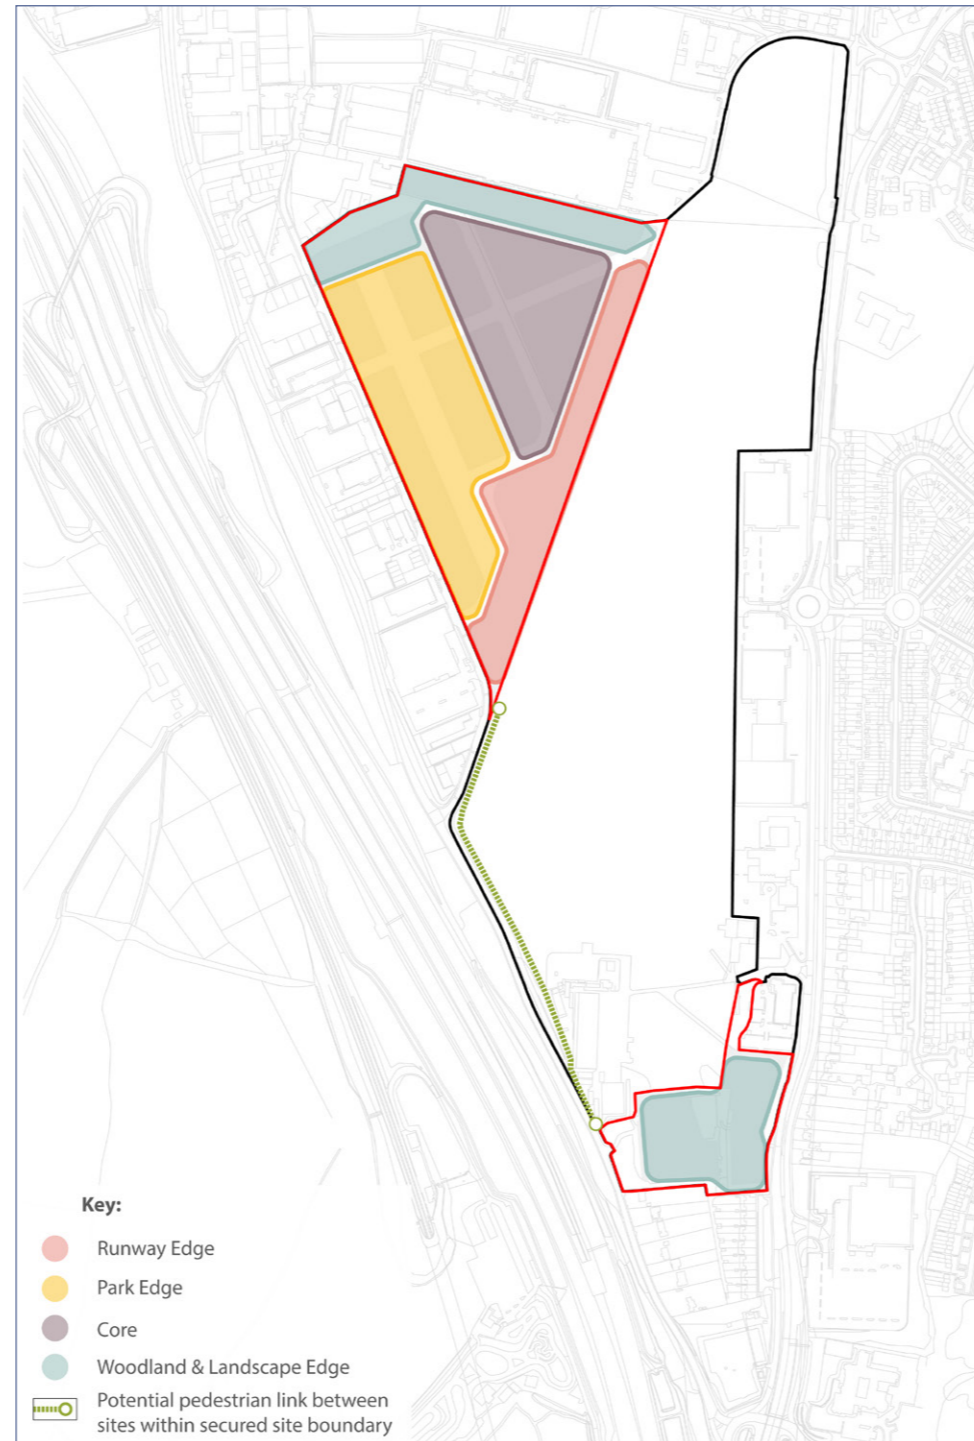 Key:
Runway Edge
Park Edge
Core
Woodland & Landscape Edge
Potential pedestrian link between
sites within secured site boundary